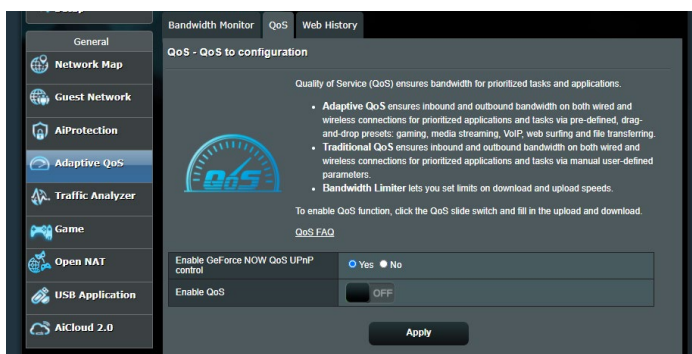 Bandwidth Monitor QoS Web History
General
QoS - QoS to configuration
Network Map
Quality of Service (QoS) ensures bandwidth for prioritized tasks and applications.
Guest Network
• Adaptive QoS ensures inbound and outbound bandwidth on both wired and
wireless connections for prioritized applications and tasks via pre-defined, drag-
and-drop presets: gaming, media streaming, VoIP, web surfing and file transferring.
AiProtection
• Traditional QoS ensures inbound and outbound bandwidth on both wired and
wireless connections for prioritized applications and tasks via manual user-defined
parameters.
Adaptive QoS
QoS
• Bandwidth Limiter lets you set limits on download and upload speeds.
Traffic Analyzer
To enable QoS function, click the QoS slide switch and fill in the upload and download.
Game
QoS FAQ
Open NAT
Enable GeForce NOW QoS UPnP
control
Yes No
USB Application
Enable QoS
OFF
AiCloud 2.0
Apply